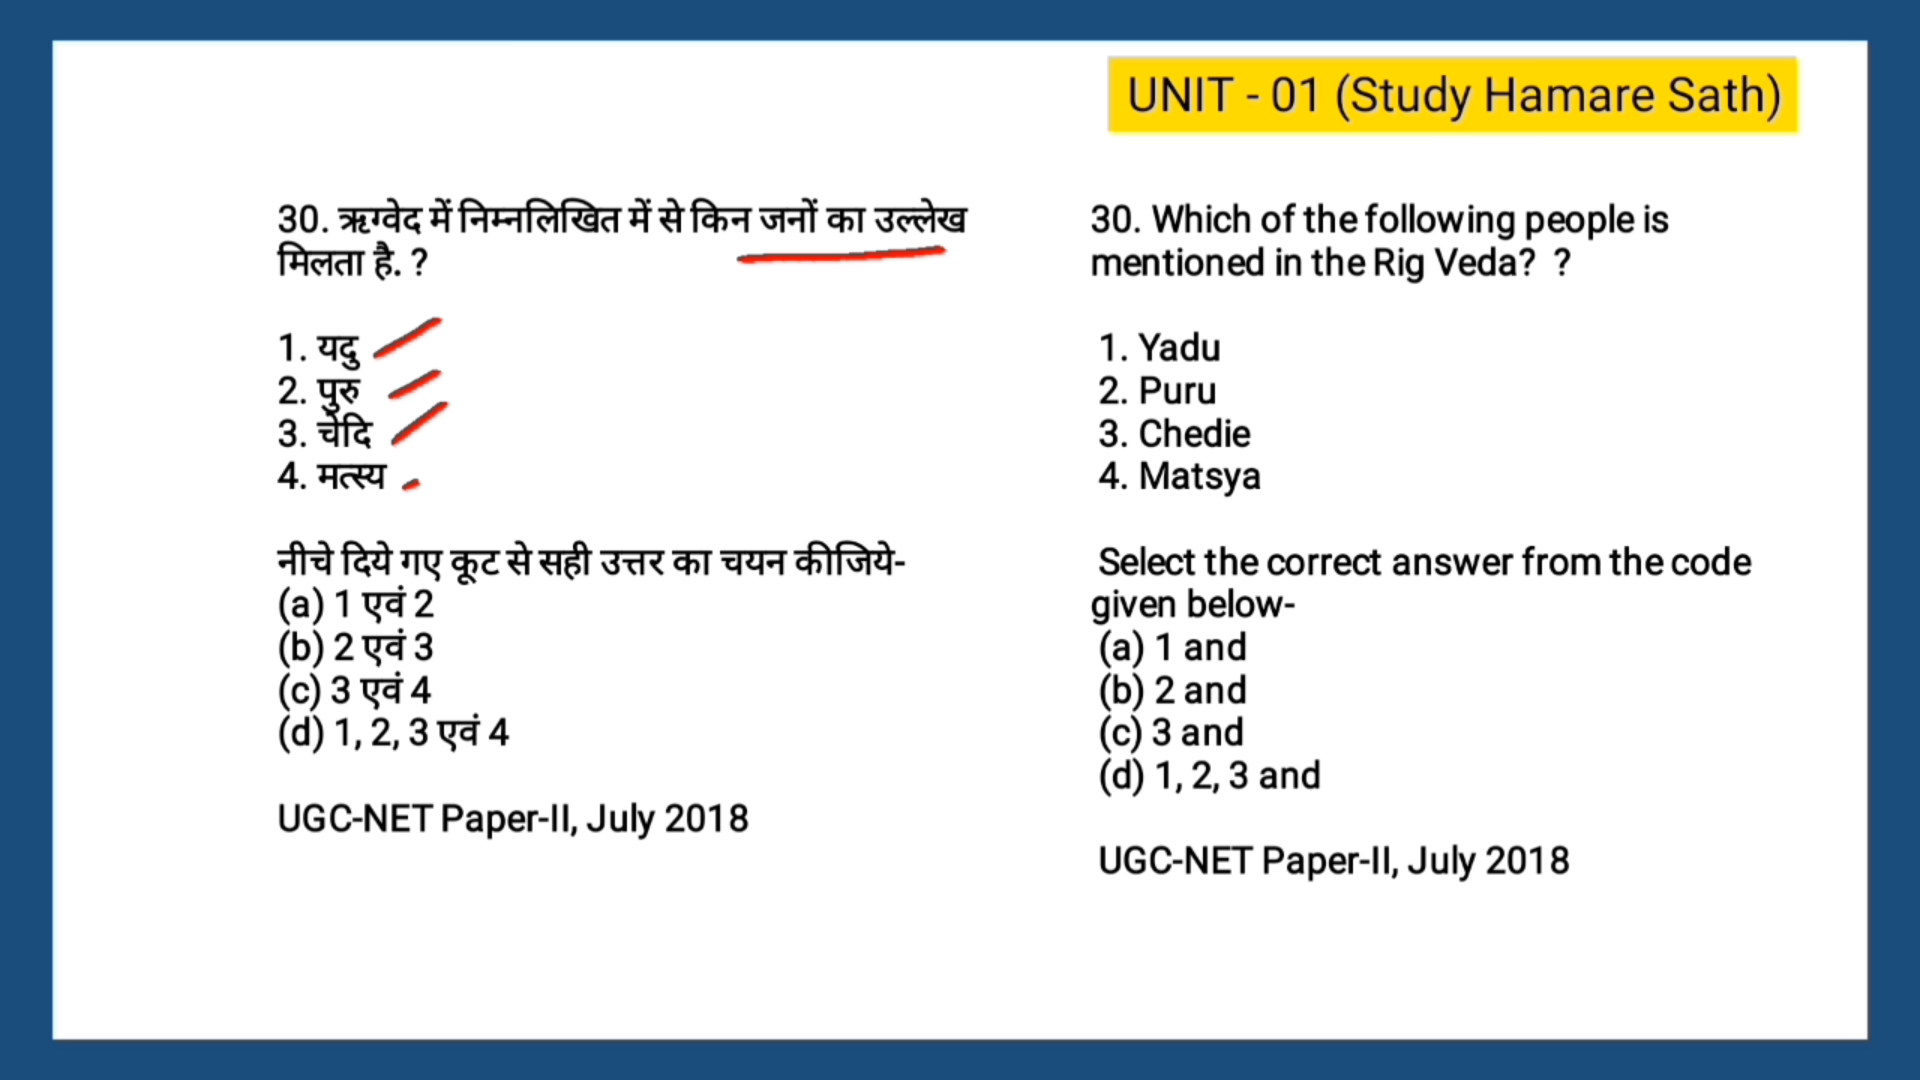 UNIT - 01 (Study Hamare Sath)
30. ऋग्वेद में निम्नलिखित में से किन जनों का उल्लेख
मिलता है. ?
1. यदु
2. पुरु
3. चेदि
4. मत्स्य
नीचे दिये गए कूट से सही उत्तर का चयन कीजिये-
(a) 1 एवं 2
(b) 2 एवं 3
(c) 3 एवं 4
(d) 1, 2, 3 एवं 4
UGC-NET Paper-II, July 2018
30. Which of the following people is
mentioned in the Rig Veda? ?
1. Yadu
2. Puru
3. Chedie
4. Matsya
Select the correct answer from the code
given below-
(a) 1 and
(b) 2 and
(c) 3 and
(d) 1, 2, 3 and
UGC-NET Paper-II, July 2018